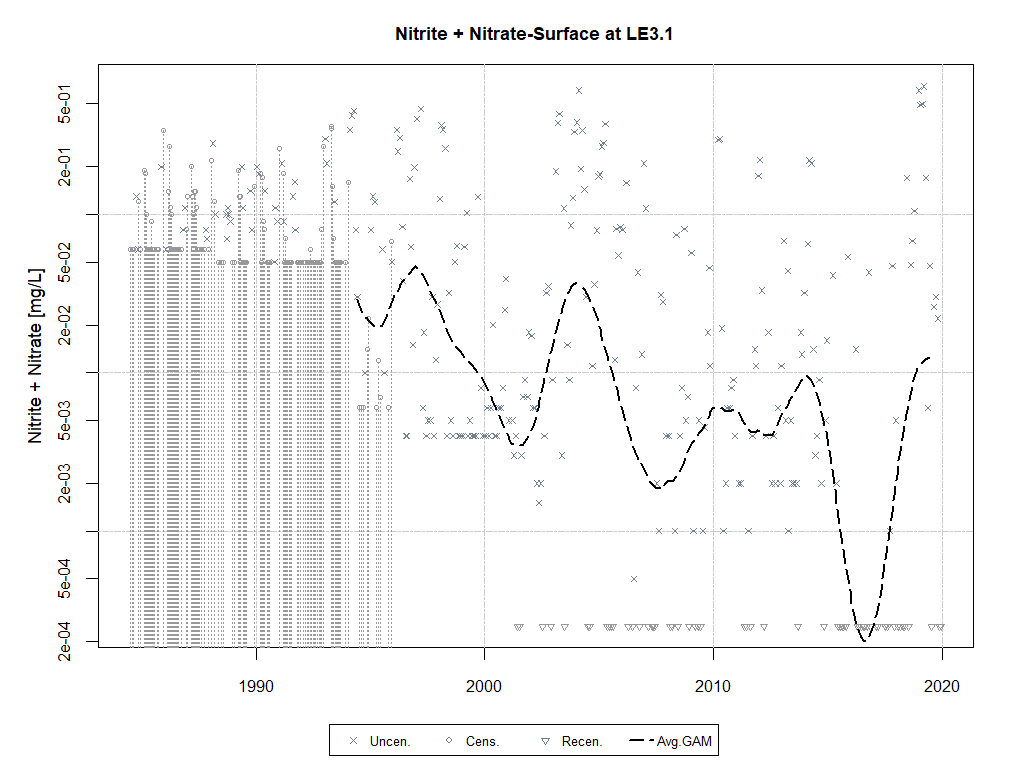 Nitrite + Nitrate-Surface at LE3.1
Nitrite + Nitrate [mg/L]
5e-01
2e-01
5e-02
2e-02
5e-03
2e-03
5e-04
2e-04
1990 2000 2010 2020
Uncen. Cens. Recen. Avg.GAM